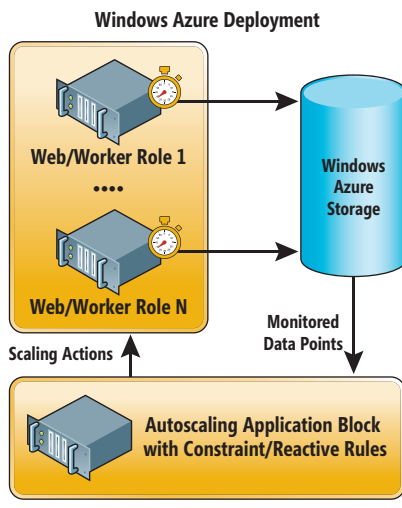 Windows Azure Deployment
Web/Worker Role 1
••••
Web/Worker Role N
Windows
Azure
Storage
Scaling Actions
Monitored
Data Points
Autoscaling Application Block
with Constraint/Reactive Rules